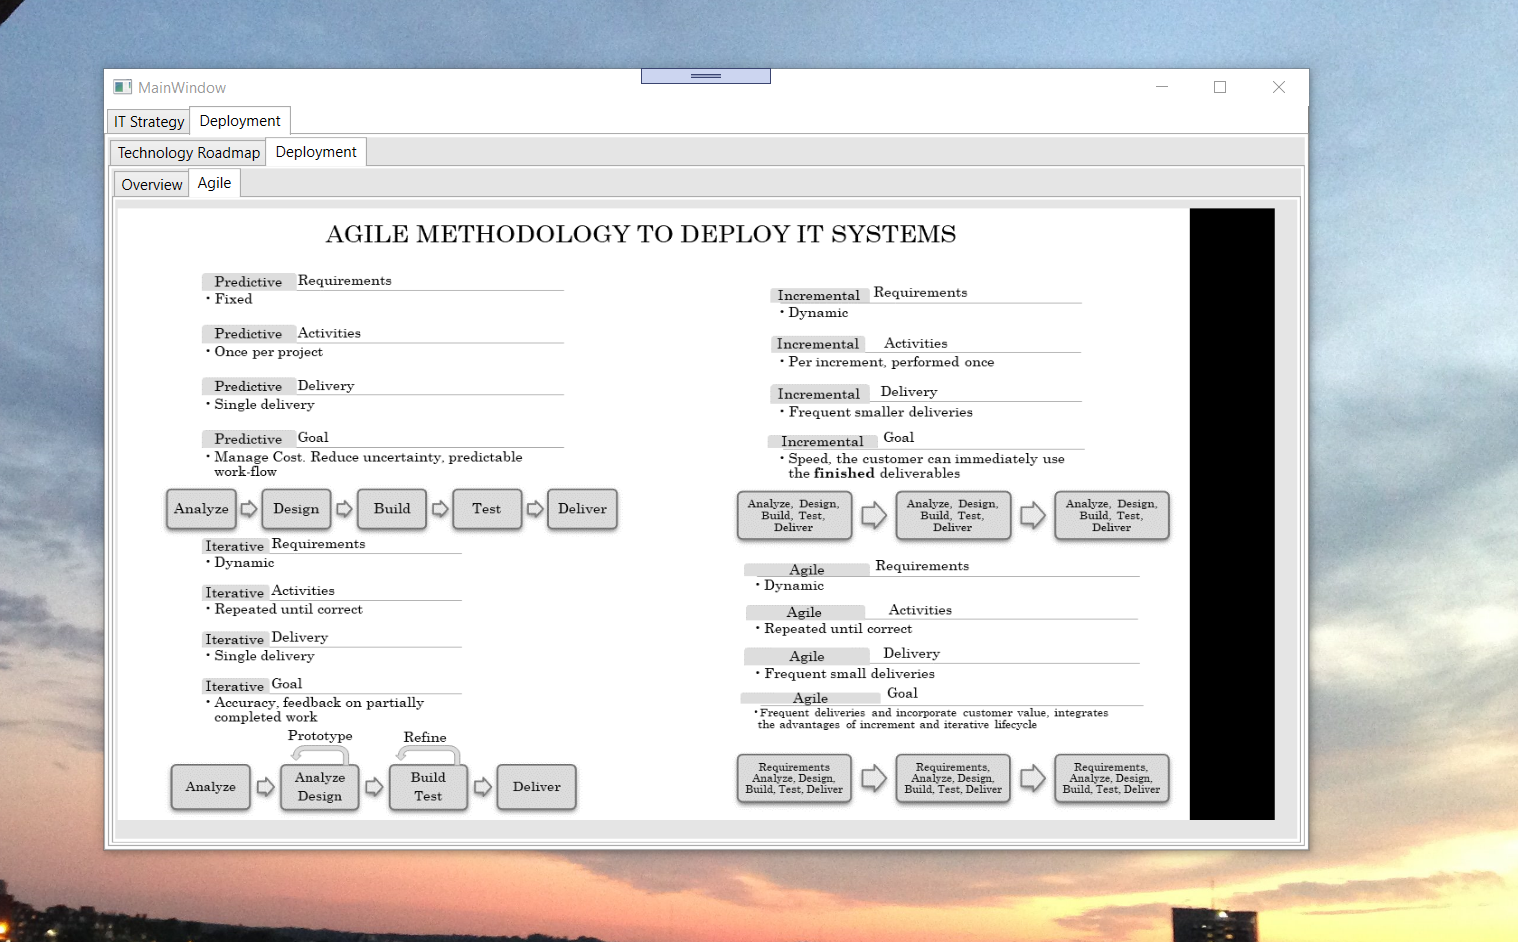 MainWindow
IT Strategy
Deployment
Technology Roadmap
Deployment
Overview
Agile
AGILE METHODOLOGY TO DEPLOY IT SYSTEMS
Predictive Requirements
• Fixed
Predictive Activities
• Once per project
Predictive Delivery
• Single delivery
Predictive Goal
• Manage Cost. Reduce uncertainty, predictable
work-flow
Analyze
Design
Build
Test
Deliver
Iterative Requirements
• Dynamic
Iterative Activities
• Repeated until correct
Iterative Delivery
• Single delivery
Iterative Goal
• Accuracy, feedback on partially
completed work
Prototype
Refine
Analyze
Analyze
Design
Build
Test
Deliver
Incremental Requirements
• Dynamic
Incremental Activities
• Per increment, performed once
Incremental Delivery
• Frequent smaller deliveries
Incremental Goal
• Speed, the customer can immediately use
the finished deliverables
Analyze, Design,
Build, Test,
Deliver
Analyze, Design,
Build, Test,
Deliver
Analyze, Design,
Build, Test,
Deliver
Agile Requirements
• Dynamic
Agile Activities
• Repeated until correct
Agile Delivery
• Frequent small deliveries
Agile Goal
• Frequent deliveries and incorporate customer value, integrates
the advantages of increment and iterative lifecycle
Requirements
Analyze, Design,
Build, Test, Deliver
Requirements,
Analyze, Design,
Build, Test, Deliver
Requirements,
Analyze, Design,
Build, Test, Deliver